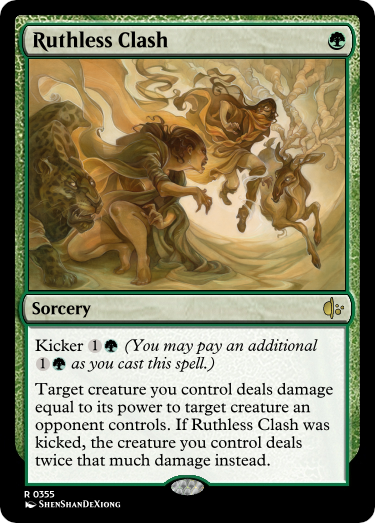 Ruthless Clash
Sorcery
Kicker 1 (You may pay an additional
1 as you cast this spell.)
Target creature you control deals damage
equal to its power to target creature an
opponent controls. If Ruthless Clash was
kicked, the creature you control deals
twice that much damage instead.
R 0355
ShenShanDeXiong